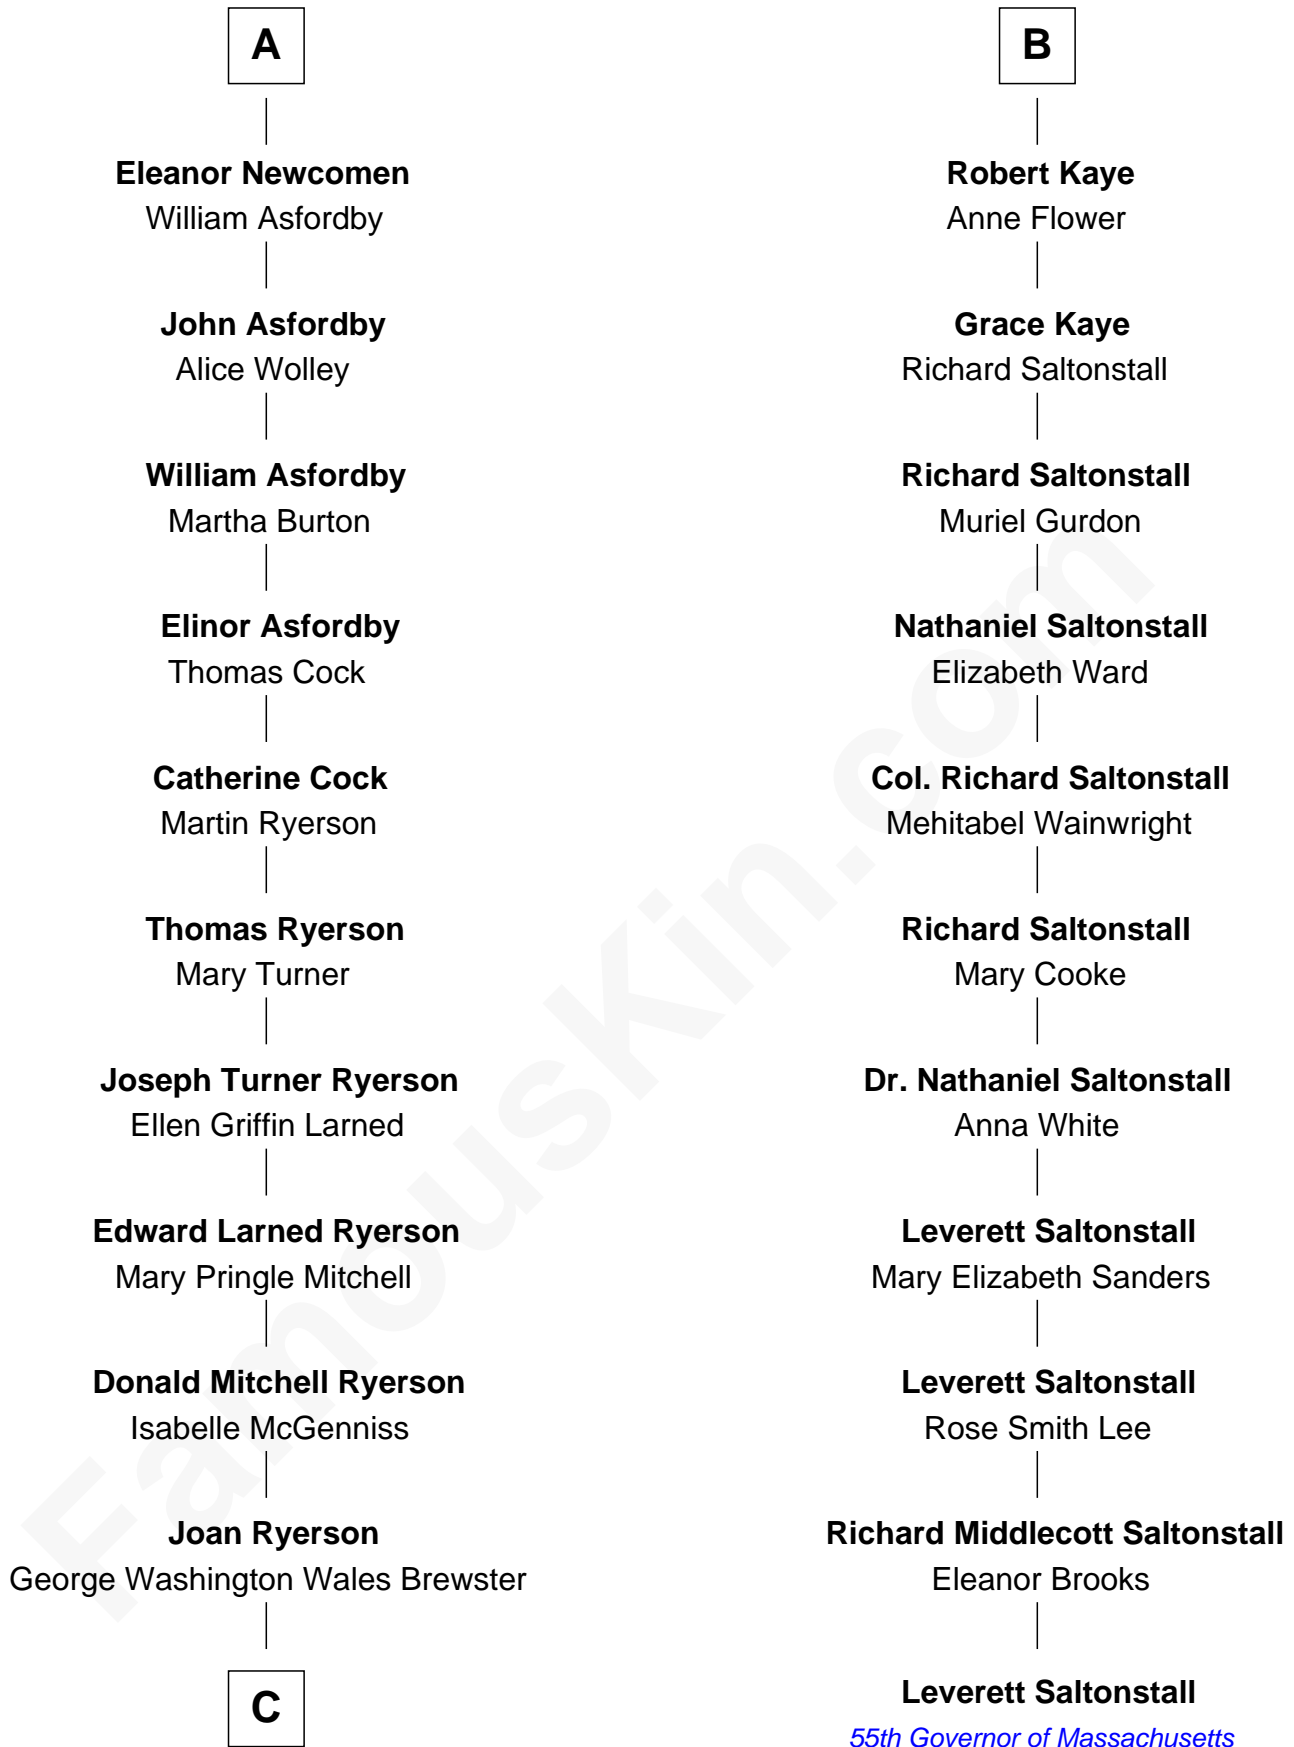 A
Eleanor Newcomen
William Asfordby
John Asfordby
Alice Wolley
William Asfordby
Martha Burton
Elinor Asfordby
Thomas Cock
Catherine Cock
Martin Ryerson
Thomas Ryerson
Mary Turner
Joseph Turner Ryerson
Ellen Griffin Larned
Edward Larned Ryerson
Mary Pringle Mitchell
Donald Mitchell Ryerson
Isabelle McGenniss
Joan Ryerson
George Washington Wales Brewster
C
B
Robert Kaye
Anne Flower
Grace Kaye
Richard Saltonstall
Richard Saltonstall
Muriel Gurdon
Nathaniel Saltonstall
Elizabeth Ward
Col. Richard Saltonstall
Mehitabel Wainwright
Richard Saltonstall
Mary Cooke
Dr. Nathaniel Saltonstall
Anna White
Leverett Saltonstall
Mary Elizabeth Sanders
Leverett Saltonstall
Rose Smith Lee
Richard Middlecott Saltonstall
Eleanor Brooks
Leverett Saltonstall
55th Governor of Massachusetts
FamousKin.com